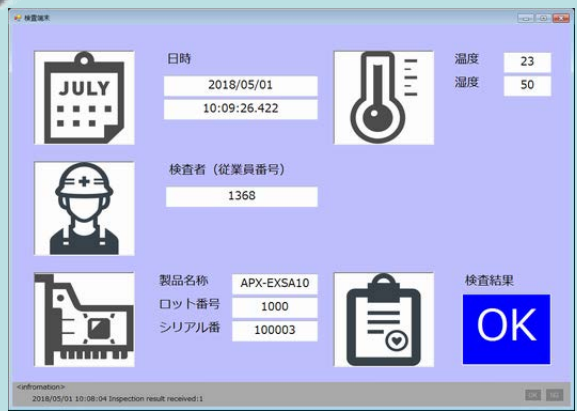 検査端末
JULY
日時
2018/05/01
10:09:26.422
温度 23
湿度 50
検査者（従業員番号）
1368
製品名称 APX-EXSA10
ロット番号 1000
シリアル番 100003
検査結果
OK
<infromation>
2018/05/01 10:08:04 Inspection result received:1
OK NG